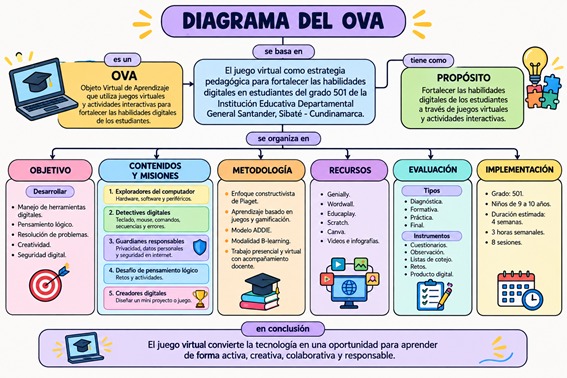 DIAGRAMA DEL OVA
es un
OVA
Objeto Virtual de Aprendizaje
que utiliza juegos virtuales
y actividades interactivas para
fortalecer las habilidades digitales
de los estudiantes.
se basa en
El juego virtual como estrategia
pedagógica para fortalecer las habilidades
digitales en estudiantes del grado 501 de la
Institución Educativa Departamental
General Santander, Sibaté - Cundinamarca.
tiene como
PROPÓSITO
Fortalecer las habilidades
digitales de los estudiantes
a través de juegos virtuales
y actividades interactivas.
se organiza en
OBJETIVO
Desarrollar
• Manejo de herramientas
digitales.
• Pensamiento lógico.
• Resolución de problemas.
• Creatividad.
• Seguridad digital.
CONTENIDOS
Y MISIONES
1. Exploradores del computador
Hardware, software y periféricos.
2. Detectives digitales
Teclado, mouse, comandos,
secuencias y errores.
3. Guardianes responsables
Privacidad, datos personales
y seguridad en internet.
4. Desafío de pensamiento lógico
Retos y actividades.
5. Creadores digitales
Diseñar un mini proyecto o juego.
METODOLOGÍA
• Enfoque constructivista
de Piaget.
• Aprendizaje basado en
juegos y gamificación.
• Modelo ADDIE.
• Modalidad B-learning.
• Trabajo presencial y virtual
con acompañamiento
docente.
RECURSOS
• Genially.
• Wordwall.
• Educaplay.
• Scratch.
• Canva.
• Videos e infografías.
EVALUACIÓN
Tipos
• Diagnóstica.
• Formativa.
• Práctica.
• Final.
Instrumentos
• Cuestionarios.
• Observación.
• Listas de cotejo.
• Retos.
• Producto digital.
IMPLEMENTACIÓN
• Grado: 501.
• Niños de 9 a 10 años.
• Duración estimada:
4 semanas.
• 3 horas semanales.
• 8 sesiones.
en conclusión
El juego virtual convierte la tecnología en una oportunidad para aprender
de forma activa, creativa, colaborativa y responsable.